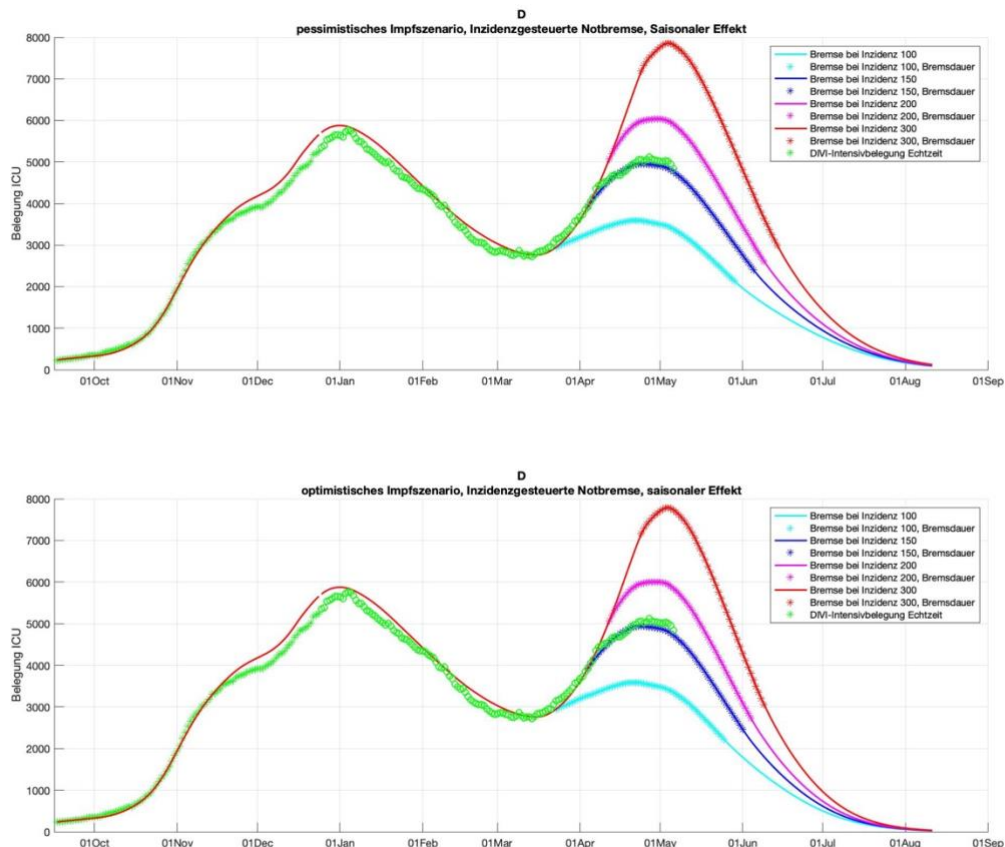 D
pessimistisches Impfszenario, Inzidenzgesteuerte Notbremse, Saisonaler Effekt
8000
7000
6000
5000
4000
3000
2000
1000
0
Belegung ICU
Bremse bei Inzidenz 100
Bremse bei Inzidenz 100, Bremsdauer
Bremse bei Inzidenz 150
Bremse bei Inzidenz 150, Bremsdauer
Bremse bei Inzidenz 200
Bremse bei Inzidenz 200, Bremsdauer
Bremse bei Inzidenz 300
Bremse bei Inzidenz 300, Bremsdauer
DIVI-Intensivbelegung Echtzeit
01Oct 01Nov 01Dec 01Jan 01Feb 01Mar 01Apr 01May 01Jun 01Jul 01Aug 01Sep
D
optimistisches Impfszenario, Inzidenzgesteuerte Notbremse, saisonaler Effekt
8000
7000
6000
5000
4000
3000
2000
1000
0
Belegung ICU
Bremse bei Inzidenz 100
Bremse bei Inzidenz 100, Bremsdauer
Bremse bei Inzidenz 150
Bremse bei Inzidenz 150, Bremsdauer
Bremse bei Inzidenz 200
Bremse bei Inzidenz 200, Bremsdauer
Bremse bei Inzidenz 300
Bremse bei Inzidenz 300, Bremsdauer
DIVI-Intensivbelegung Echtzeit
01Oct 01Nov 01Dec 01Jan 01Feb 01Mar 01Apr 01May 01Jun 01Jul 01Aug 01Sep